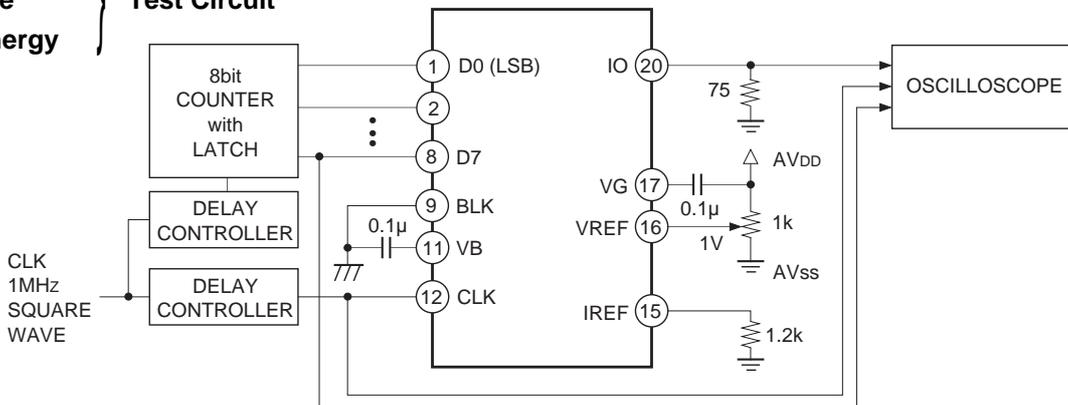 Test Circuit
8bit
COUNTER
with
LATCH
DELAY
CONTROLLER
DELAY
CONTROLLER
CLK
1MHz
SQUARE
WAVE
1
D0 (LSB)
2
8
D7
9
BLK
0.1μ
11
VB
12
CLK
IO
20
75
OSCILLOSCOPE
AVDD
VG
17
0.1μ
VREF
16
1V
1k
AVss
IREF
15
1.2k